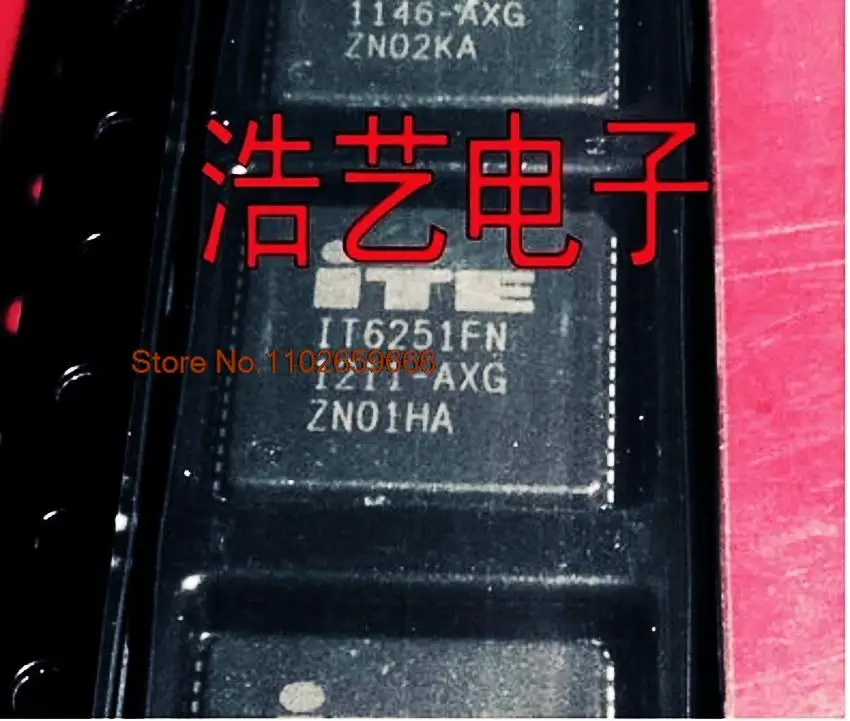 1146-AXG
ZN02KA
浩艺电子
iTE
IT6251FN
Store No.1102659666
1211-AXG
ZN01HA